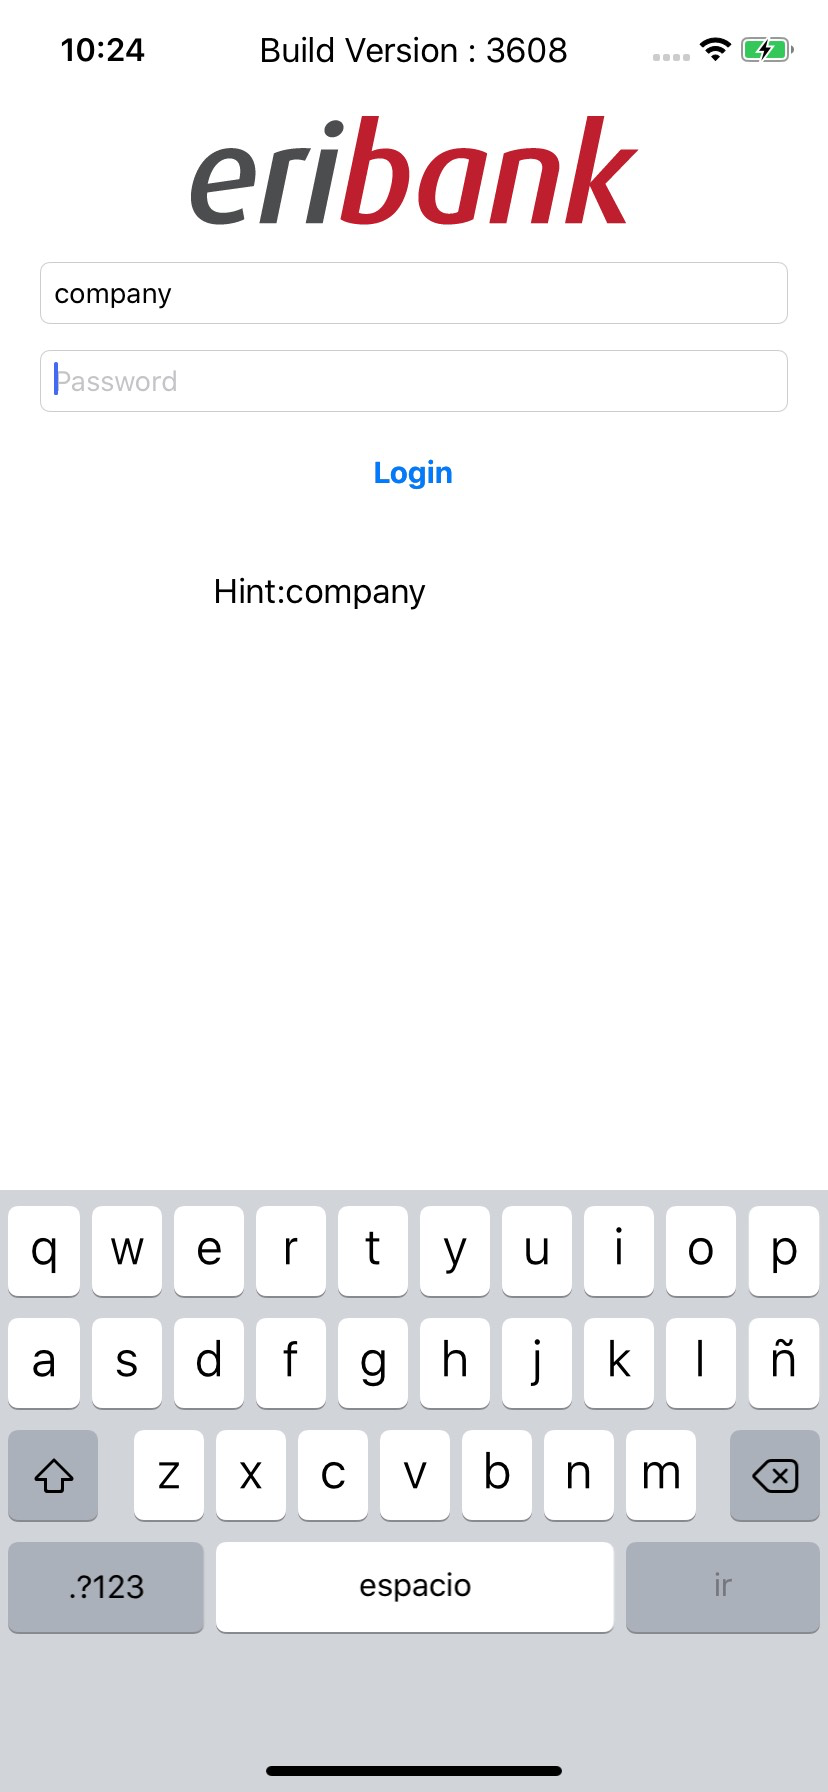 10:24
Build Version : 3608
eribank
company
Password
Login
Hint:company
q w e r t y u i o p
a s d f g h j k l ñ
z x c v b n m
.?123 espacio ir